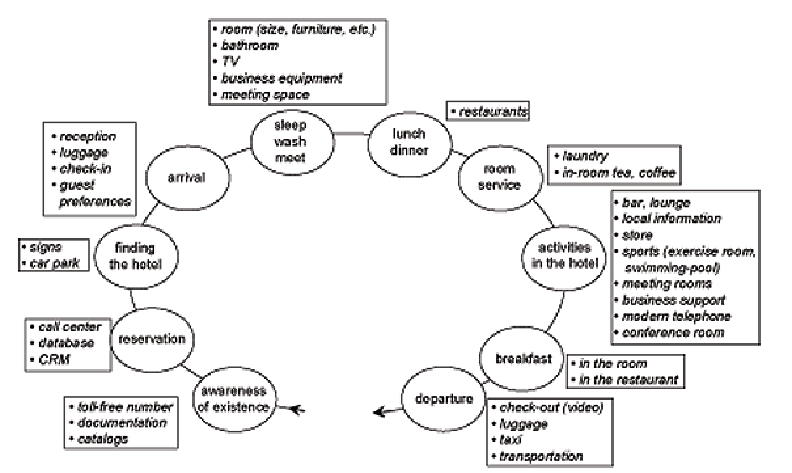 • room (size, furniture, etc.)
• bathroom
• TV
• business equipment
• meeting space
sleep
wash
meet
lunch
dinner
• restaurants
• reception
• luggage
• check-in
• guest
preferences
arrival
room
service
• laundry
• in-room tea, coffee
• signs
• car park
finding
the hotel
activities
in the hotel
• bar, lounge
• local information
• store
• sports (exercise room,
swimming-pool)
• meeting rooms
• business support
• modern telephone
• conference room
• call center
• database
• CRM
reservation
breakfast
• in the room
• in the restaurant
• toll-free number
• documentation
• catalogs
awareness
of existence
departure
• check-out (video)
• luggage
• taxi
• transportation